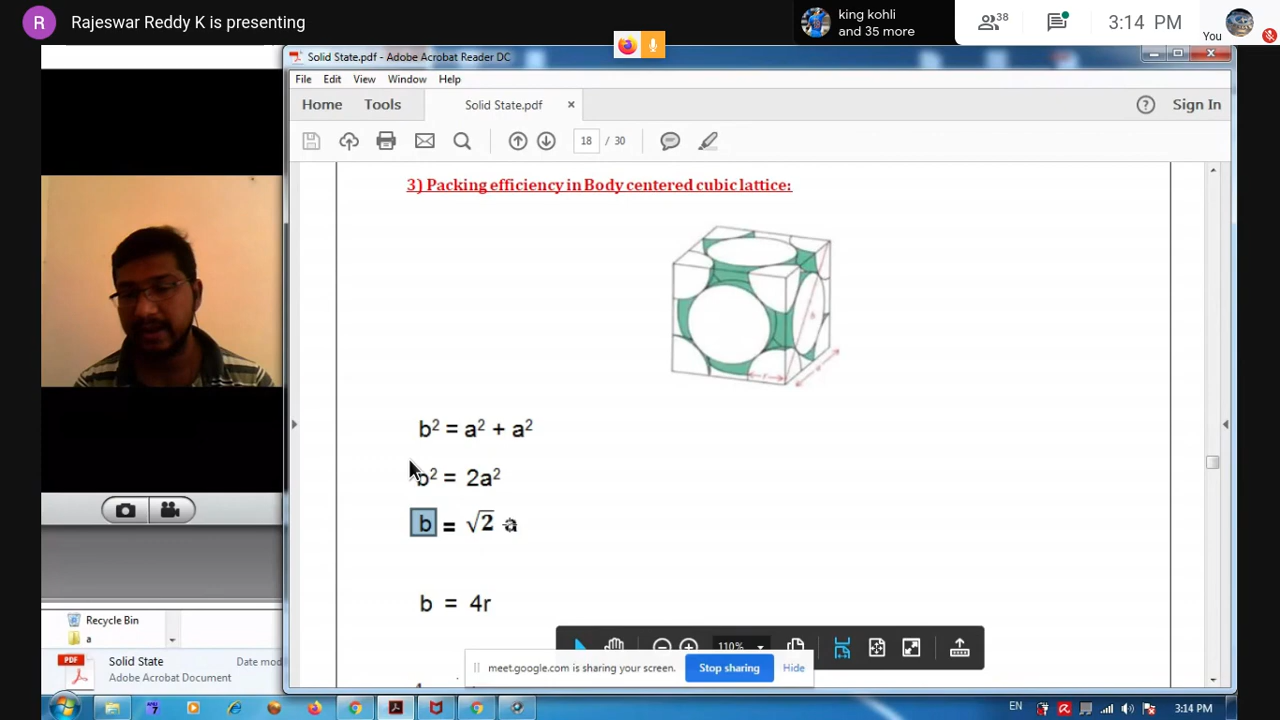 R Rajeswar Reddy K is presenting
king kohli
and 35 more
38
3:14 PM
You
Solid State.pdf - Adobe Acrobat Reader DC
File Edit View Window Help
Home Tools Solid State.pdf × Sign In
18 / 30
3) Packing efficiency in Body centered cubic lattice:
b² = a² + a²
b² = 2a²
b = √2 a
b = 4r
110%
meet.google.com is sharing your screen. Stop sharing Hide
Recycle Bin
a
PDF
Solid State
Date mod
Adobe Acrobat Document
EN 3:14 PM